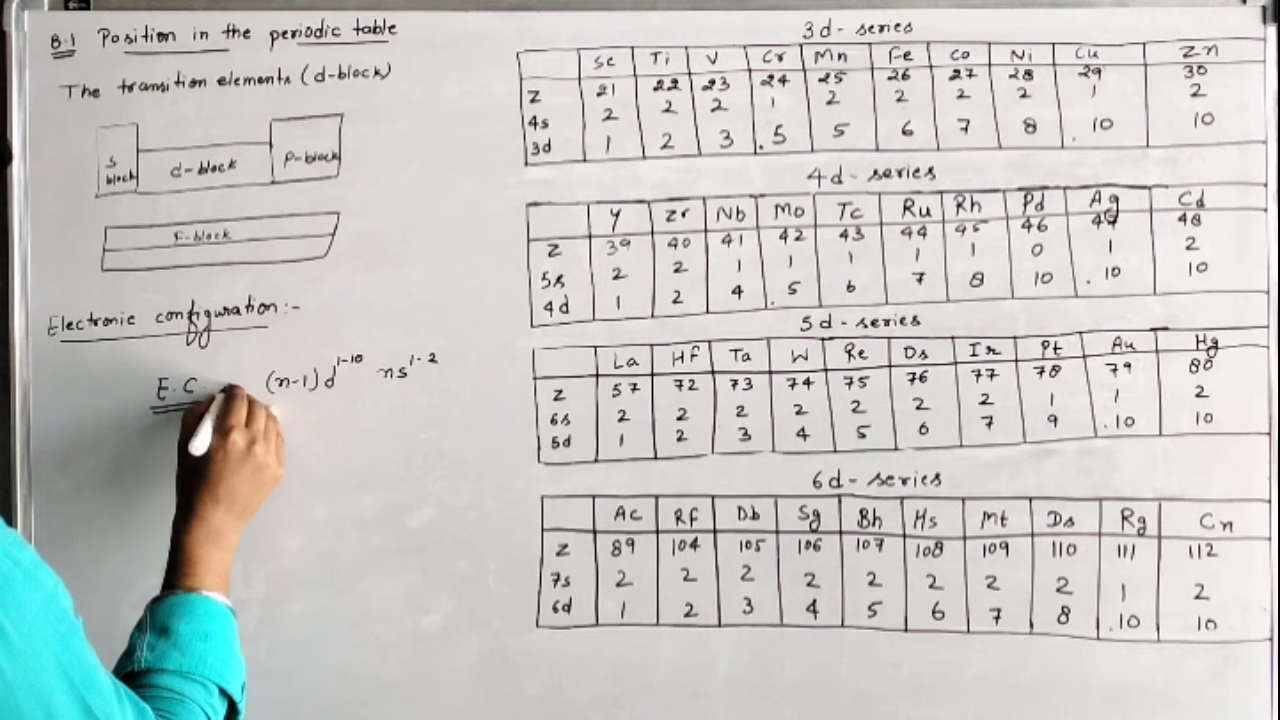 8.1 Position in the periodic table
The transition elements (d-block)
s block
d-block
P-block
f-block
Electronic configuration:-
E.C. (n-1)d¹⁻¹⁰ ns¹⁻²
3d-series
Sc Ti V Cr Mn Fe Co Ni Cu Zn
Z 21 22 23 24 25 26 27 28 29 30
4s 2 2 2 1 2 2 2 2 1 2
3d 1 2 3 .5 5 6 7 8 .10 10
4d-series
Y Zr Nb Mo Tc Ru Rh Pd Ag Cd
Z 39 40 41 42 43 44 45 46 47 48
5s 2 2 1 1 1 1 1 0 1 2
4d 1 2 4 .5 6 7 8 10 .10 10
5d-series
La Hf Ta W Re Os Ir Pt Au Hg
Z 57 72 73 74 75 76 77 78 79 80
6s 2 2 2 2 2 2 2 1 1 2
5d 1 2 3 4 5 6 7 9 .10 10
6d-series
Ac Rf Db Sg Bh Hs Mt Ds Rg Cn
Z 89 104 105 106 107 108 109 110 111 112
7s 2 2 2 2 2 2 2 2 1 2
6d 1 2 3 4 5 6 7 8 .10 10